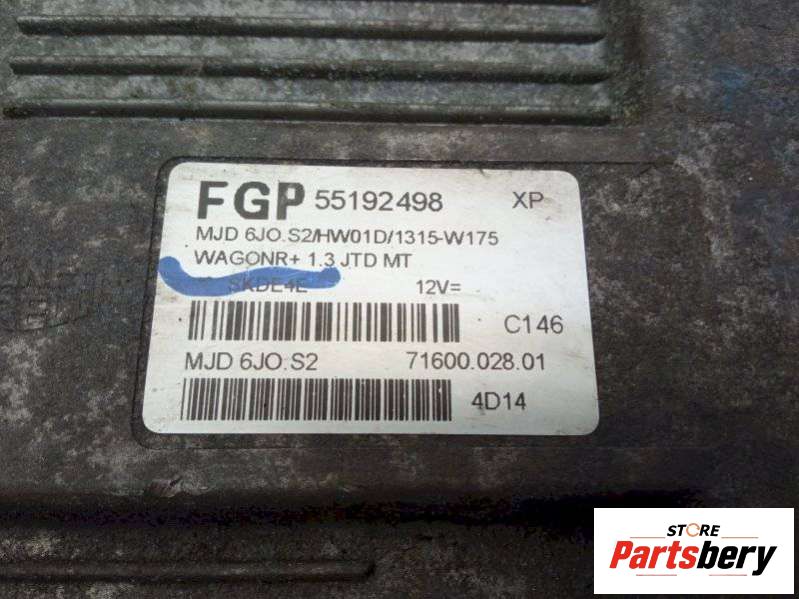 FGP 55192498 XP
MJD 6JO.S2/HW01D/1315-W175
WAGONR+ 1.3 JTD MT
SKDE4E 12V=
C146
MJD 6JO.S2 71600.028.01
4D14
STORE
Partsbery